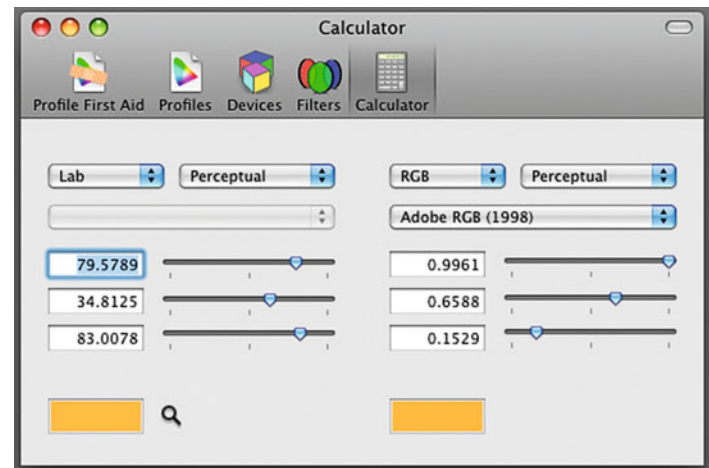 Calculator
Profile First Aid Profiles Devices Filters Calculator
Lab Perceptual RGB Perceptual
Adobe RGB (1998)
79.5789 0.9961
34.8125 0.6588
83.0078 0.1529